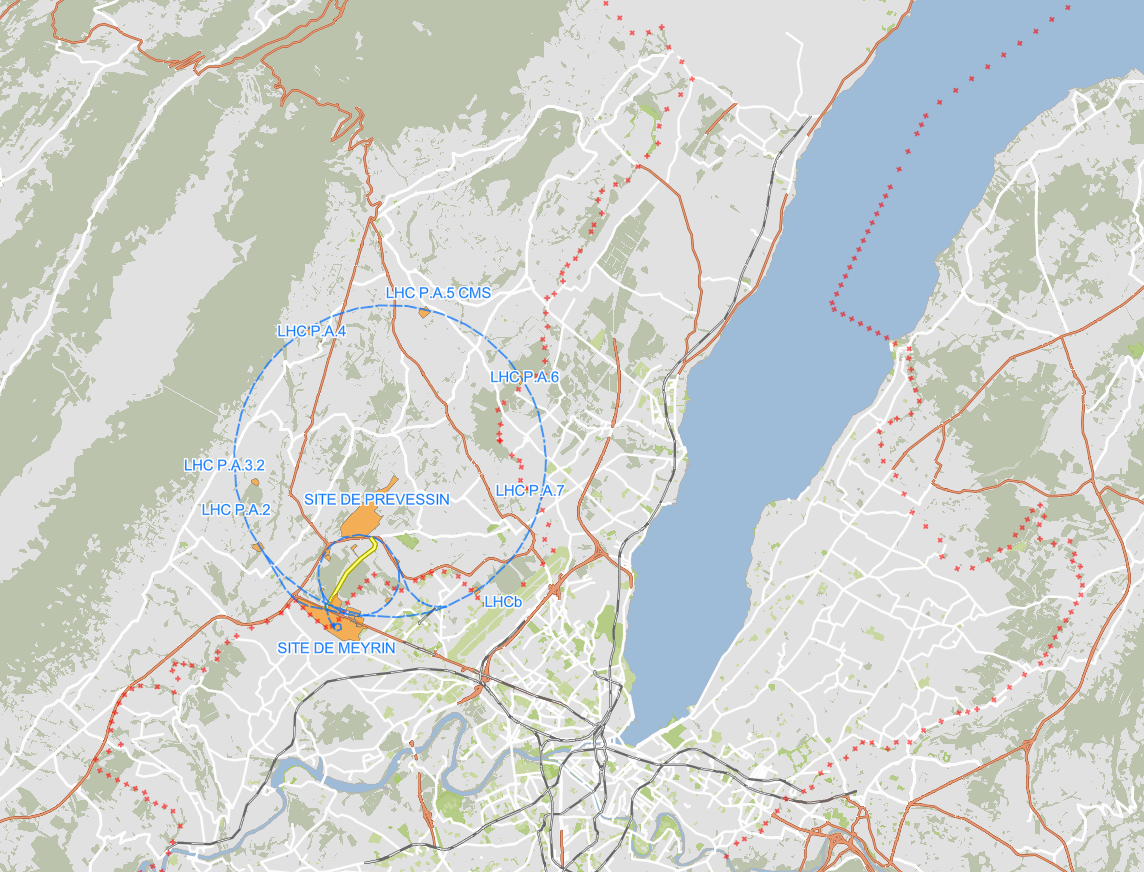 LHC P.A.5 CMS
LHC P.A.4
LHC P.A.6
LHC P.A.3.2
LHC P.A.7
SITE DE PREVESSIN
LHC P.A.2
LHCb
SITE DE MEYRIN